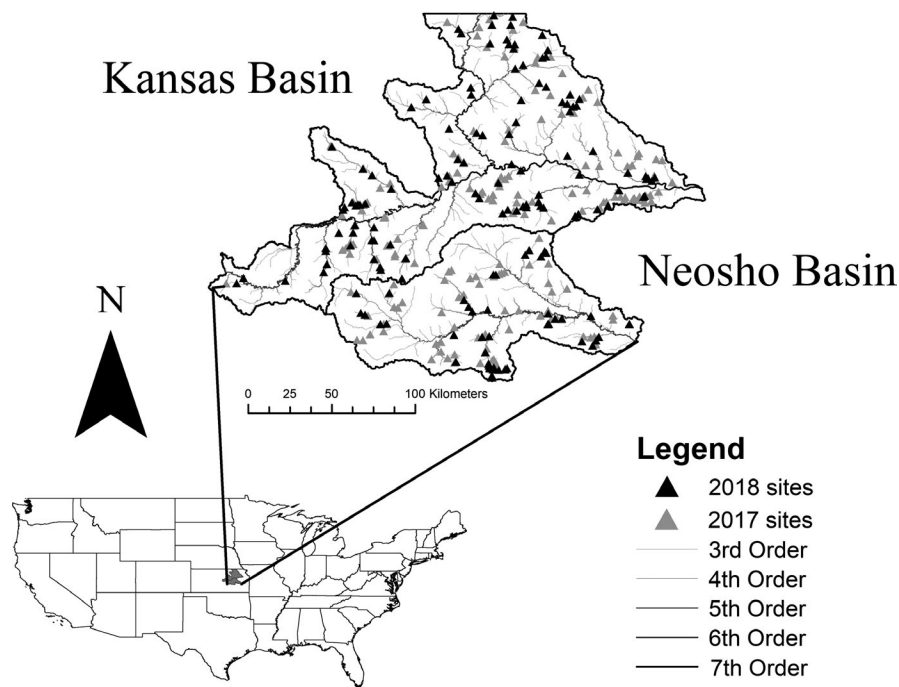 Kansas Basin
Neosho Basin
N
0 25 50 100 Kilometers
Legend
2018 sites
2017 sites
3rd Order
4th Order
5th Order
6th Order
7th Order